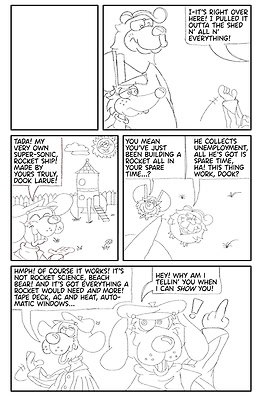 I-IT'S RIGHT OVER
HERE! I PULLED IT
OUTTA THE SHED
N' ALL N'
EVERYTHING!
TADA! MY
VERY OWN
SUPER-SONIC,
ROCKET SHIP!
MADE BY
YOURS TRULY,
DOOK LARUE!
YOU MEAN
YOU'VE JUST
BEEN BUILDING A
ROCKET ALL IN
YOUR SPARE
TIME...?
HE COLLECTS
UNEMPLOYMENT,
ALL HE'S GOT IS
SPARE TIME,
HA! THIS THING
WORK, DOOK?
HMPH! OF COURSE IT WORKS! IT'S
NOT ROCKET SCIENCE, BEACH
BEAR! AND IT'S GOT EVERYTHING A
ROCKET WOULD NEED AND MORE!
TAPE DECK, AC AND HEAT, AUTO-
MATIC WINDOWS...
HEY! WHY AM I
TELLIN' YOU WHEN I
CAN SHOW YOU!